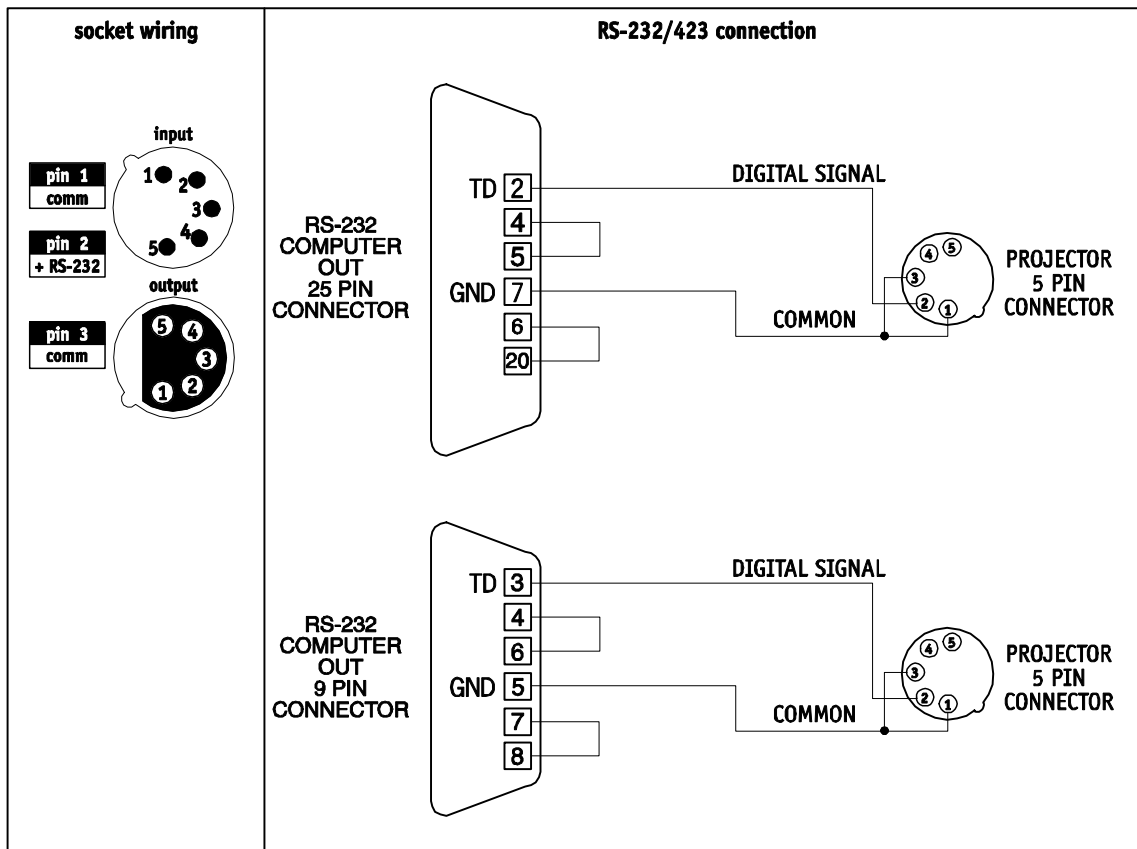 socket wiring
input
pin 1
comm
1
2
3
4
5
pin 2
+ RS-232
output
pin 3
comm
5
4
3
2
1
RS-232/423 connection
RS-232
COMPUTER
OUT
25 PIN
CONNECTOR
TD 2
4
5
GND 7
6
20
DIGITAL SIGNAL
COMMON
4
5
3
2
1
PROJECTOR
5 PIN
CONNECTOR
RS-232
COMPUTER
OUT
9 PIN
CONNECTOR
TD 3
4
6
GND 5
7
8
DIGITAL SIGNAL
COMMON
4
5
3
2
1
PROJECTOR
5 PIN
CONNECTOR